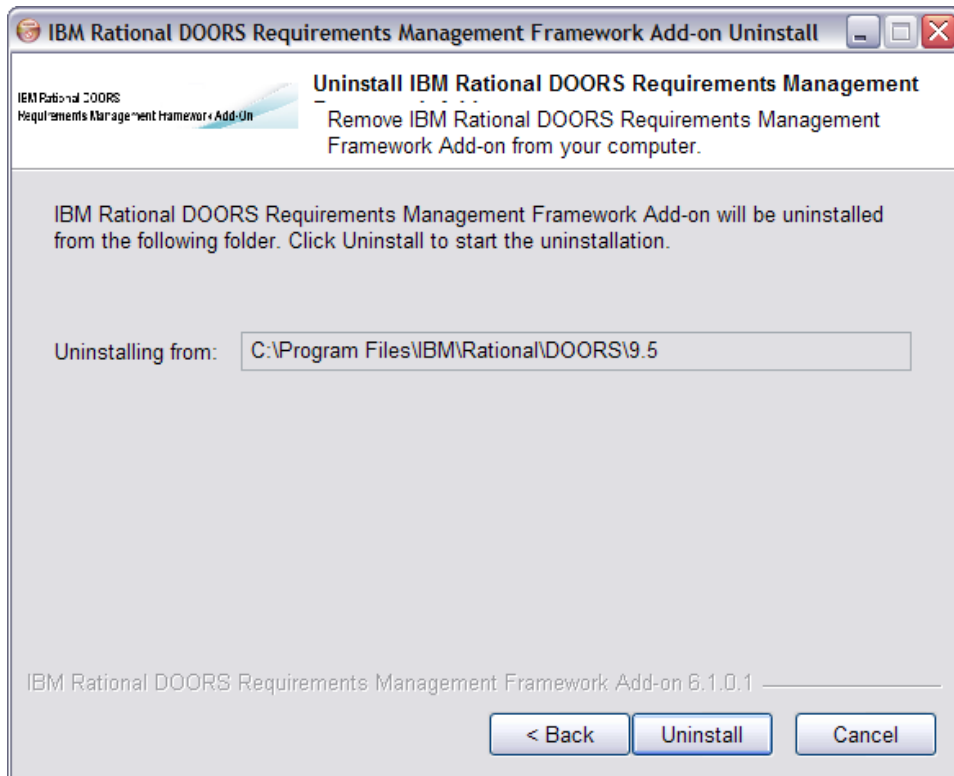 IBM Rational DOORS Requirements Management Framework Add-on Uninstall
IBM Rational DOORS
Requirements Management Framework Add-On
Uninstall IBM Rational DOORS Requirements Management
Remove IBM Rational DOORS Requirements Management
Framework Add-on from your computer.
IBM Rational DOORS Requirements Management Framework Add-on will be uninstalled
from the following folder. Click Uninstall to start the uninstallation.
Uninstalling from: C:\Program Files\IBM\Rational\DOORS\9.5
IBM Rational DOORS Requirements Management Framework Add-on 6.1.0.1
< Back Uninstall Cancel